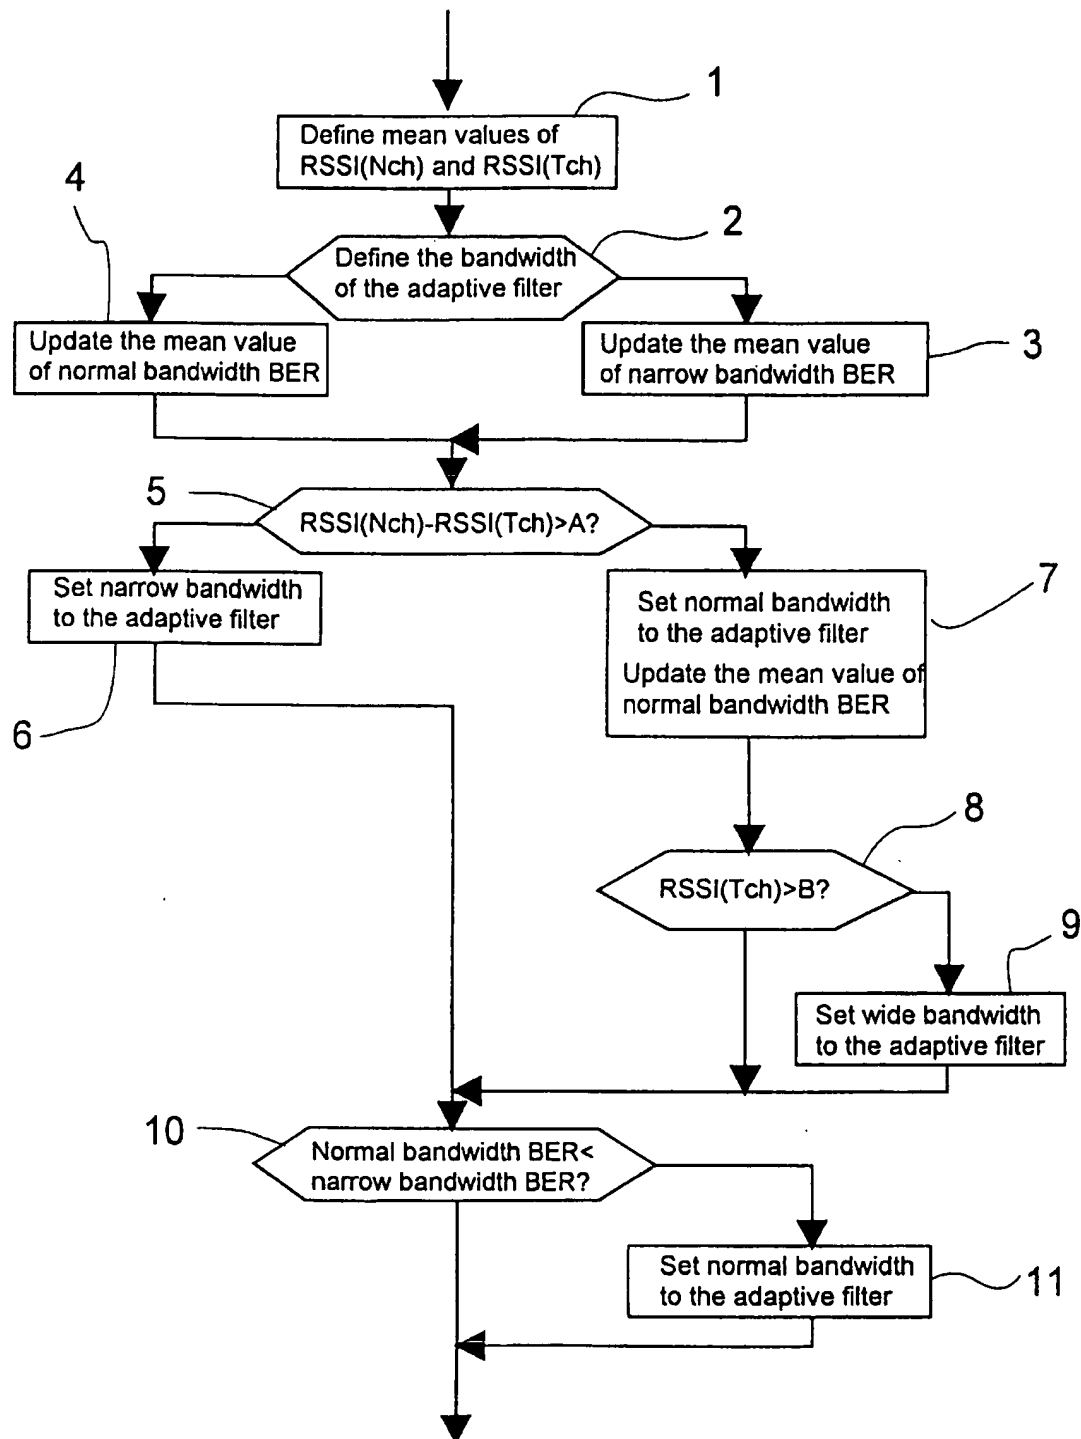 1
Define mean values of
RSSI(Nch) and RSSI(Tch)
4
2
Define the bandwidth
of the adaptive filter
Update the mean value
of normal bandwidth BER
Update the mean value
of narrow bandwidth BER
3
5
RSSI(Nch)-RSSI(Tch)>A?
Set narrow bandwidth
to the adaptive filter
6
Set normal bandwidth
to the adaptive filter
Update the mean value of
normal bandwidth BER
7
8
RSSI(Tch)>B?
9
Set wide bandwidth
to the adaptive filter
10
Normal bandwidth BER<
narrow bandwidth BER?
Set normal bandwidth
to the adaptive filter
11